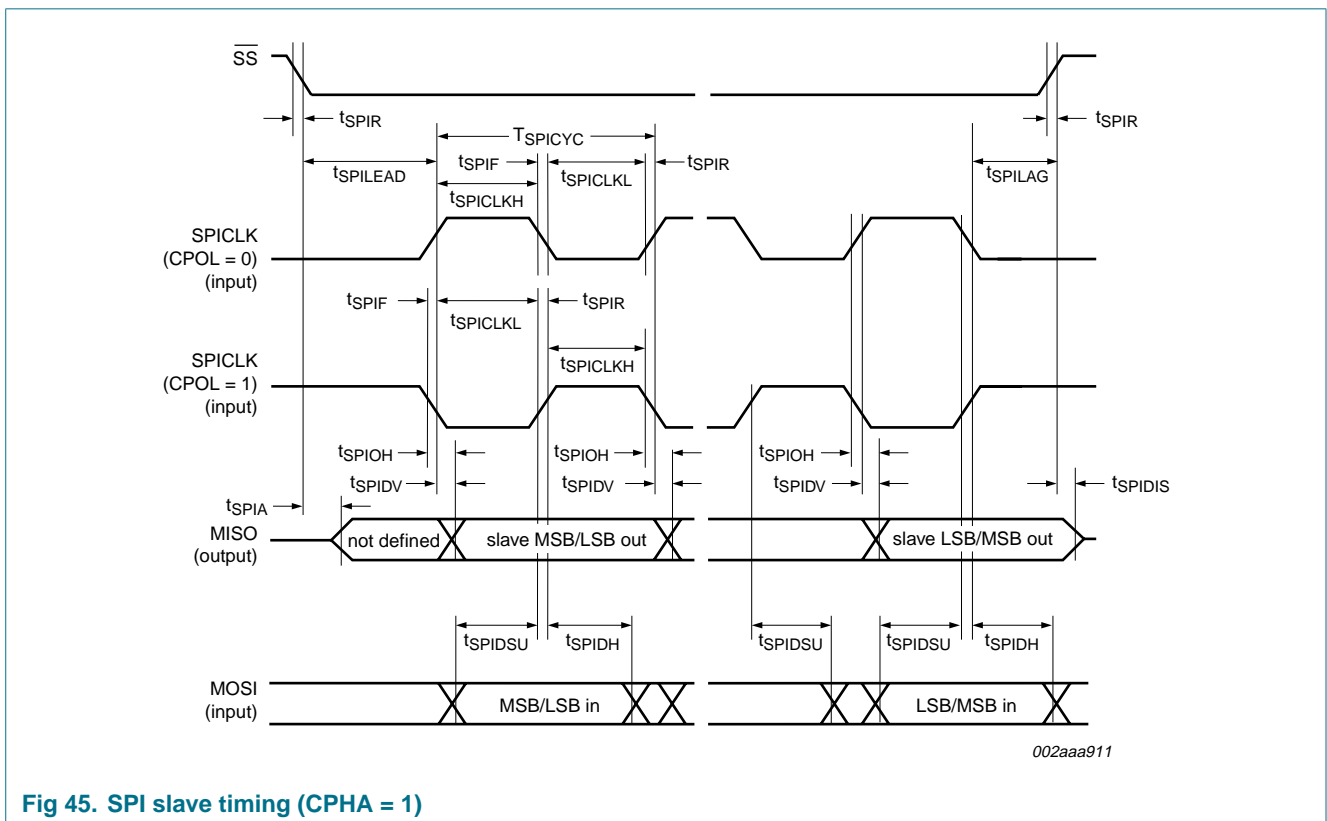 SS
tSPIR
tSPIR
TSPICYC
tSPIF
tSPICLKL
tSPIR
tSPILEAD
tSPICLKH
tSPILAG
SPICLK
(CPOL = 0)
(input)
tSPIF
tSPICLKL
tSPIR
tSPICLKH
SPICLK
(CPOL = 1)
(input)
tSPIOH
tSPIOH
tSPIOH
tSPIDV
tSPIDV
tSPIDV
tSPIDIS
tSPIA
MISO
(output)
not defined
slave MSB/LSB out
slave LSB/MSB out
tSPIDSU
tSPIDH
tSPIDSU
tSPIDSU
tSPIDH
MOSI
(input)
MSB/LSB in
LSB/MSB in
002aaa911
Fig 45. SPI slave timing (CPHA = 1)